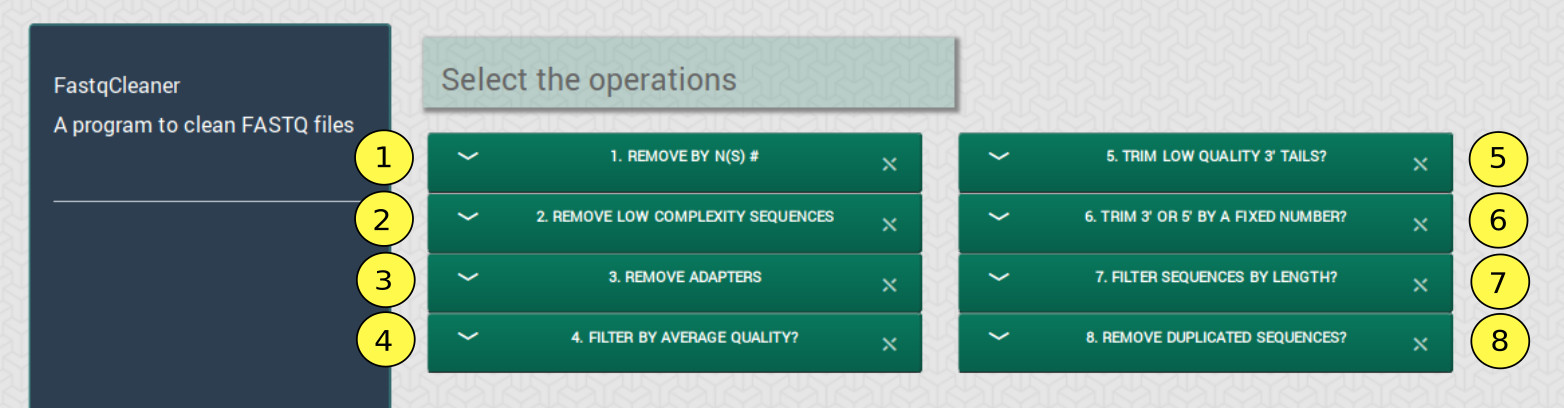 FastqCleaner
A program to clean FASTQ files
Select the operations
1
1. REMOVE BY N(S) #
2
2. REMOVE LOW COMPLEXITY SEQUENCES
3
3. REMOVE ADAPTERS
4
4. FILTER BY AVERAGE QUALITY?
5. TRIM LOW QUALITY 3' TAILS?
5
6. TRIM 3' OR 5' BY A FIXED NUMBER?
6
7. FILTER SEQUENCES BY LENGTH?
7
8. REMOVE DUPLICATED SEQUENCES?
8